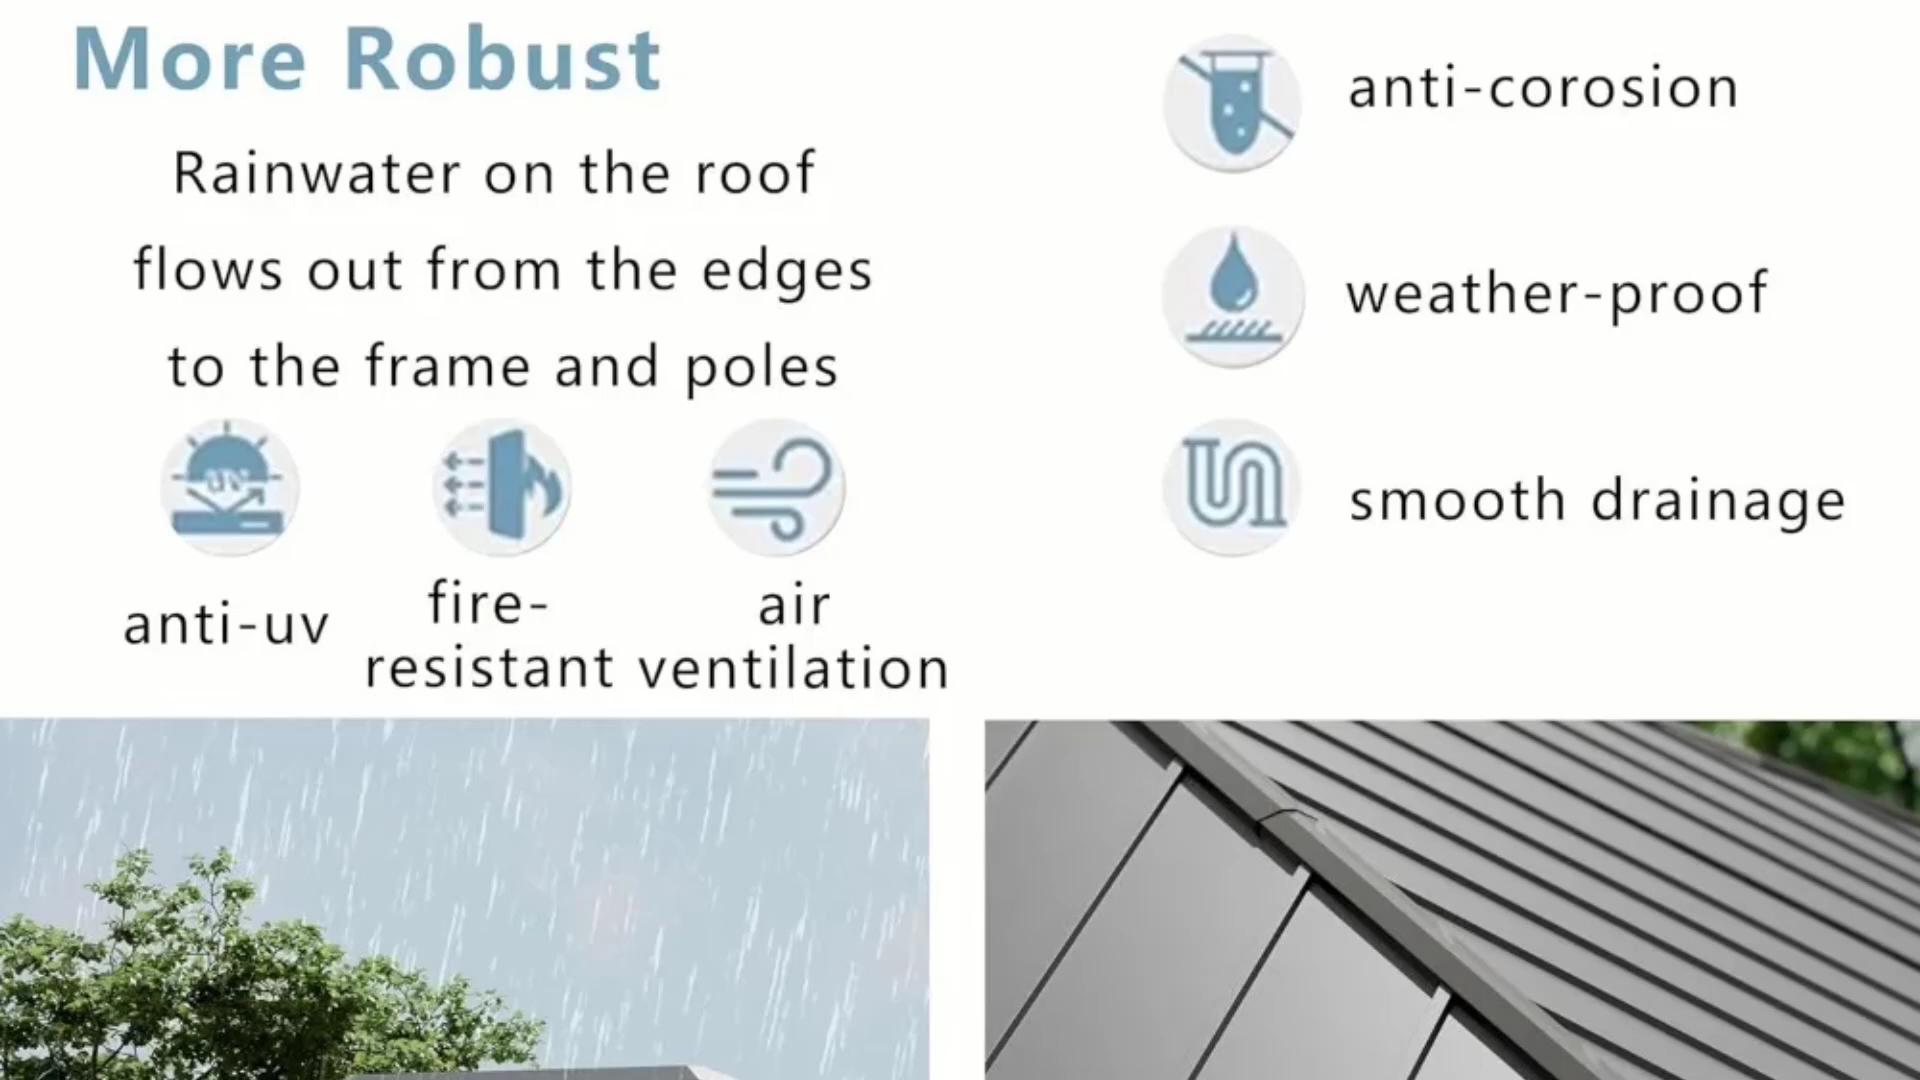 More Robust
Rainwater on the roof
flows out from the edges
to the frame and poles
uv
anti-uv
fire-
resistant
air
ventilation
anti-corosion
weather-proof
smooth drainage